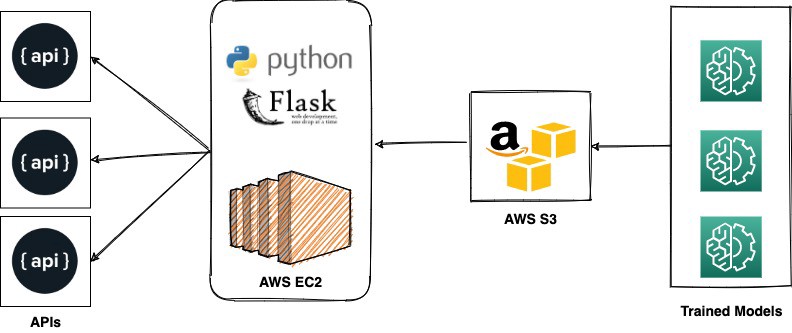 { api }
{ api }
{ api }
APIs
python
Flask
web development,
one drop at a time
AWS EC2
a
AWS S3
Trained Models